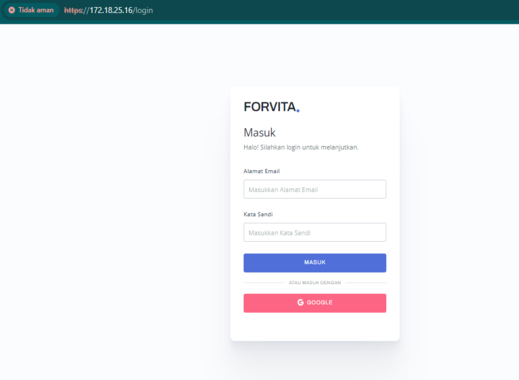 Tidak aman https://172.18.25.16/login
FORVITA.
Masuk
Halo! Silahkan login untuk melanjutkan.
Alamat Email
Masukkan Alamat Email
Kata Sandi
Masukkan Kata Sandi
MASUK
ATAU MASUK DENGAN
G GOOGLE